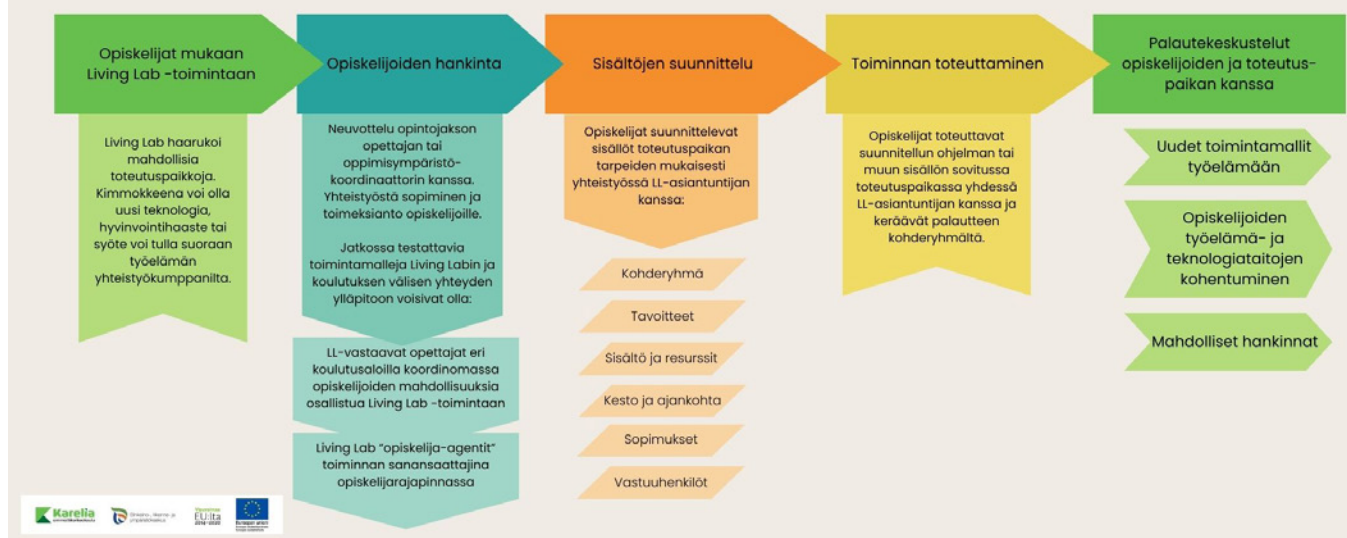 Opiskelijat mukaan
Living Lab -toimintaan
Living Lab haarukoi
mahdollisia
toteutuspaikkoja.
Kimmokkeena voi olla
uusi teknologia,
hyvinvointihaaste tai
syöte voi tulla suoraan
työelämän
yhteistyökumppanilta.
Opiskelijoiden hankinta
Neuvottelu opintojakson
opettajan tai
oppimisympäristö-
koordinaattorin kanssa.
Yhteistyöstä sopiminen ja
toimeksianto opiskelijoille.
Jatkossa testattavia
toimintamalleja Living Labin ja
koulutuksen välisen yhteyden
ylläpitoon voisivat olla:
LL-vastaavat opettajat eri
koulutusaloilla koordinomassa
opiskelijoiden mahdollisuuksia
osallistua Living Lab -toimintaan
Living Lab "opiskelija-agentit"
toiminnan sanansaattajina
opiskelijarajapinnassa
Sisältöjen suunnittelu
Opiskelijat suunnittelevat
sisällöt toteutuspaikan
tarpeiden mukaisesti
yhteistyössä LL-asiantuntijan
kanssa:
Kohderyhmä
Tavoitteet
Sisältö ja resurssit
Kesto ja ajankohta
Sopimukset
Vastuuhenkilöt
Toiminnan toteuttaminen
Opiskelijat toteuttavat
suunnitellun ohjelman tai
muun sisällön sovitussa
toteutuspaikassa yhdessä
LL-asiantuntijan kanssa ja
keräävät palautteen
kohderyhmältä.
Palautekeskustelut
opiskelijoiden ja toteutus-
paikan kanssa
Uudet toimintamallit
työelämään
Opiskelijoiden
työelämä- ja
teknologiataitojen
kohentuminen
Mahdolliset hankinnat
Karelia
EU:lta
2014-2020